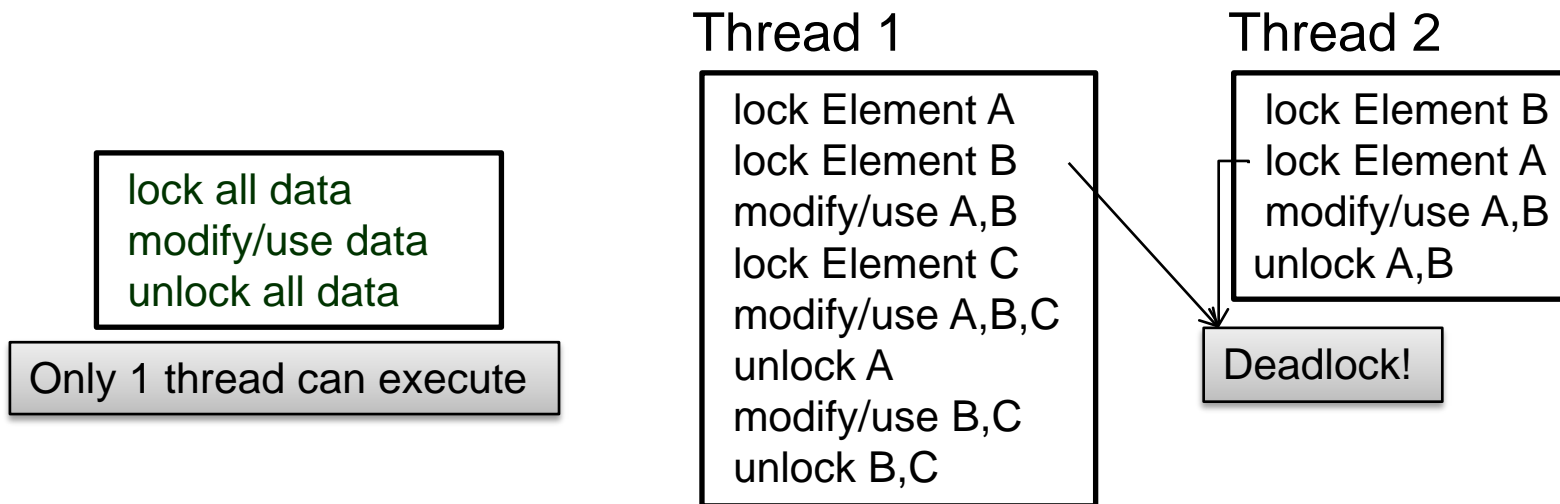 lock all data
modify/use data
unlock all data
Only 1 thread can execute
Thread 1
lock Element A
lock Element B
modify/use A,B
lock Element C
modify/use A,B,C
unlock A
modify/use B,C
unlock B,C
Thread 2
lock Element B
lock Element A
modify/use A,B
unlock A,B
Deadlock!